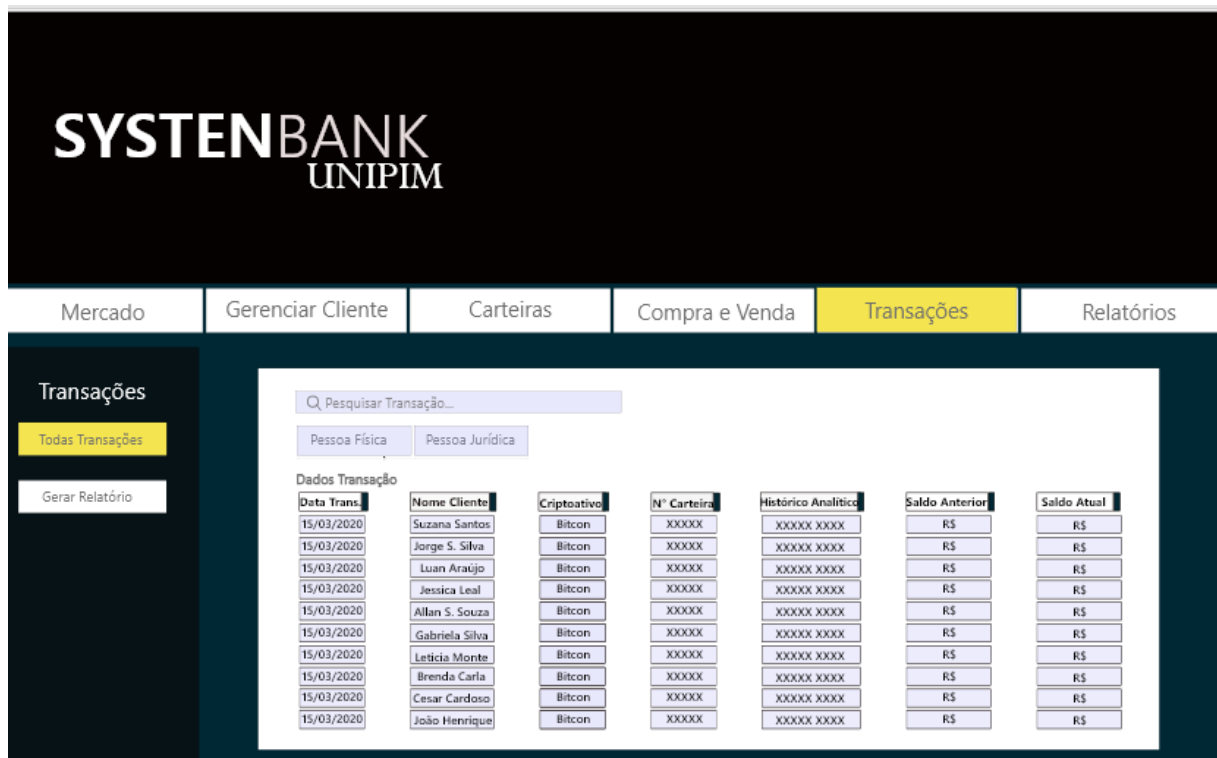 SYSTENBANK
UNIPIM
Mercado Gerenciar Cliente Carteiras Compra e Venda Transações Relatórios
Transações
Todas Transações
Gerar Relatório
Pesquisar Transação...
Pessoa Física Pessoa Jurídica
Dados Transação
Data Trans. Nome Cliente Criptoativo N° Carteira Histórico Analítico Saldo Anterior Saldo Atual
15/03/2020 Suzana Santos Bitcon XXXXX XXXXX XXXX R$ R$
15/03/2020 Jorge S. Silva Bitcon XXXXX XXXXX XXXX R$ R$
15/03/2020 Luan Araújo Bitcon XXXXX XXXXX XXXX R$ R$
15/03/2020 Jessica Leal Bitcon XXXXX XXXXX XXXX R$ R$
15/03/2020 Allan S. Souza Bitcon XXXXX XXXXX XXXX R$ R$
15/03/2020 Gabriela Silva Bitcon XXXXX XXXXX XXXX R$ R$
15/03/2020 Leticia Monte Bitcon XXXXX XXXXX XXXX R$ R$
15/03/2020 Brenda Carla Bitcon XXXXX XXXXX XXXX R$ R$
15/03/2020 Cesar Cardoso Bitcon XXXXX XXXXX XXXX R$ R$
15/03/2020 João Henrique Bitcon XXXXX XXXXX XXXX R$ R$